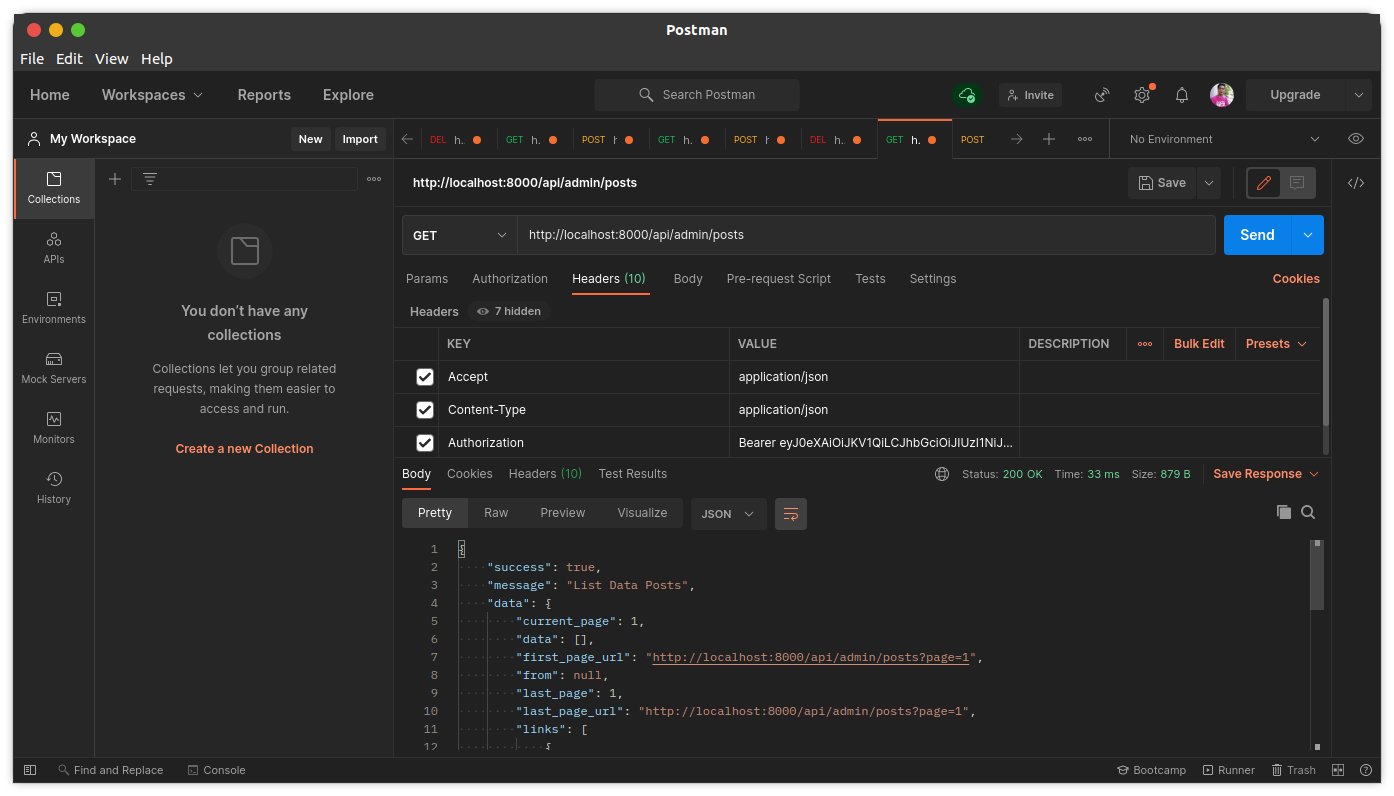 Postman
File Edit View Help
Home Workspaces Reports Explore Search Postman Invite Upgrade
My Workspace New Import DEL h. GET h. POST h GET h. POST h DEL h. GET h. POST No Environment
Collections
APIs
Environments
Mock Servers
Monitors
History
You don’t have any
collections
Collections let you group related
requests, making them easier to
access and run.
Create a new Collection
http://localhost:8000/api/admin/posts Save
GET http://localhost:8000/api/admin/posts Send
Params Authorization Headers (10) Body Pre-request Script Tests Settings Cookies
Headers 7 hidden
KEY VALUE DESCRIPTION Bulk Edit Presets
Accept application/json
Content-Type application/json
Authorization Bearer eyJ0eXAiOiJKV1QiLCJhbGciOiJIUzI1NiJ...
Body Cookies Headers (10) Test Results Status: 200 OK Time: 33 ms Size: 879 B Save Response
Pretty Raw Preview Visualize JSON
1 {
2 "success": true,
3 "message": "List Data Posts",
4 "data": {
5 "current_page": 1,
6 "data": [],
7 "first_page_url": "http://localhost:8000/api/admin/posts?page=1",
8 "from": null,
9 "last_page": 1,
10 "last_page_url": "http://localhost:8000/api/admin/posts?page=1",
11 "links": [
12 {
Find and Replace Console Bootcamp Runner Trash